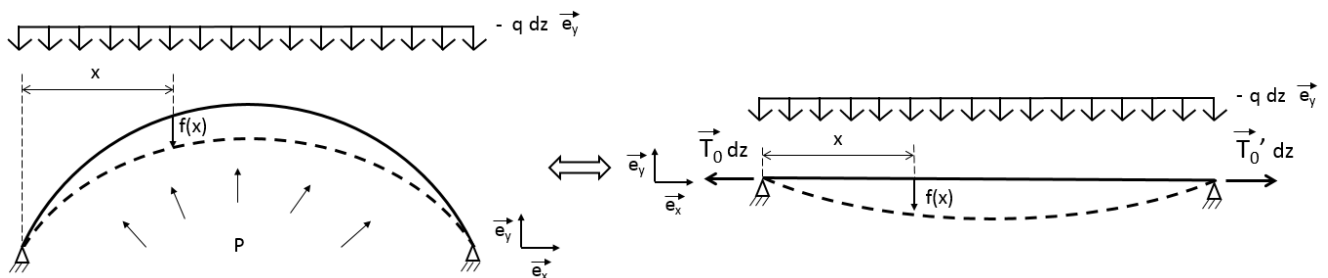 - q dz e_y
x
f(x)
P
e_y
e_x
- q dz e_y
T_0 dz
T_0' dz
x
e_y
e_x
f(x)